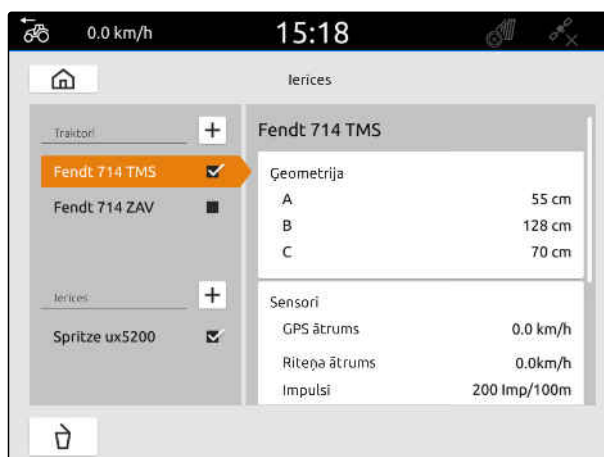 0.0 km/h 15:18
Ierīces
Traktori
Fendt 714 TMS
Fendt 714 ZAV
Ierīces
Spritze ux5200
Fendt 714 TMS
Ģeometrija
A 55 cm
B 128 cm
C 70 cm
Sensori
GPS ātrums 0.0 km/h
Riteņa ātrums 0.0km/h
Impulsi 200 Imp/100m